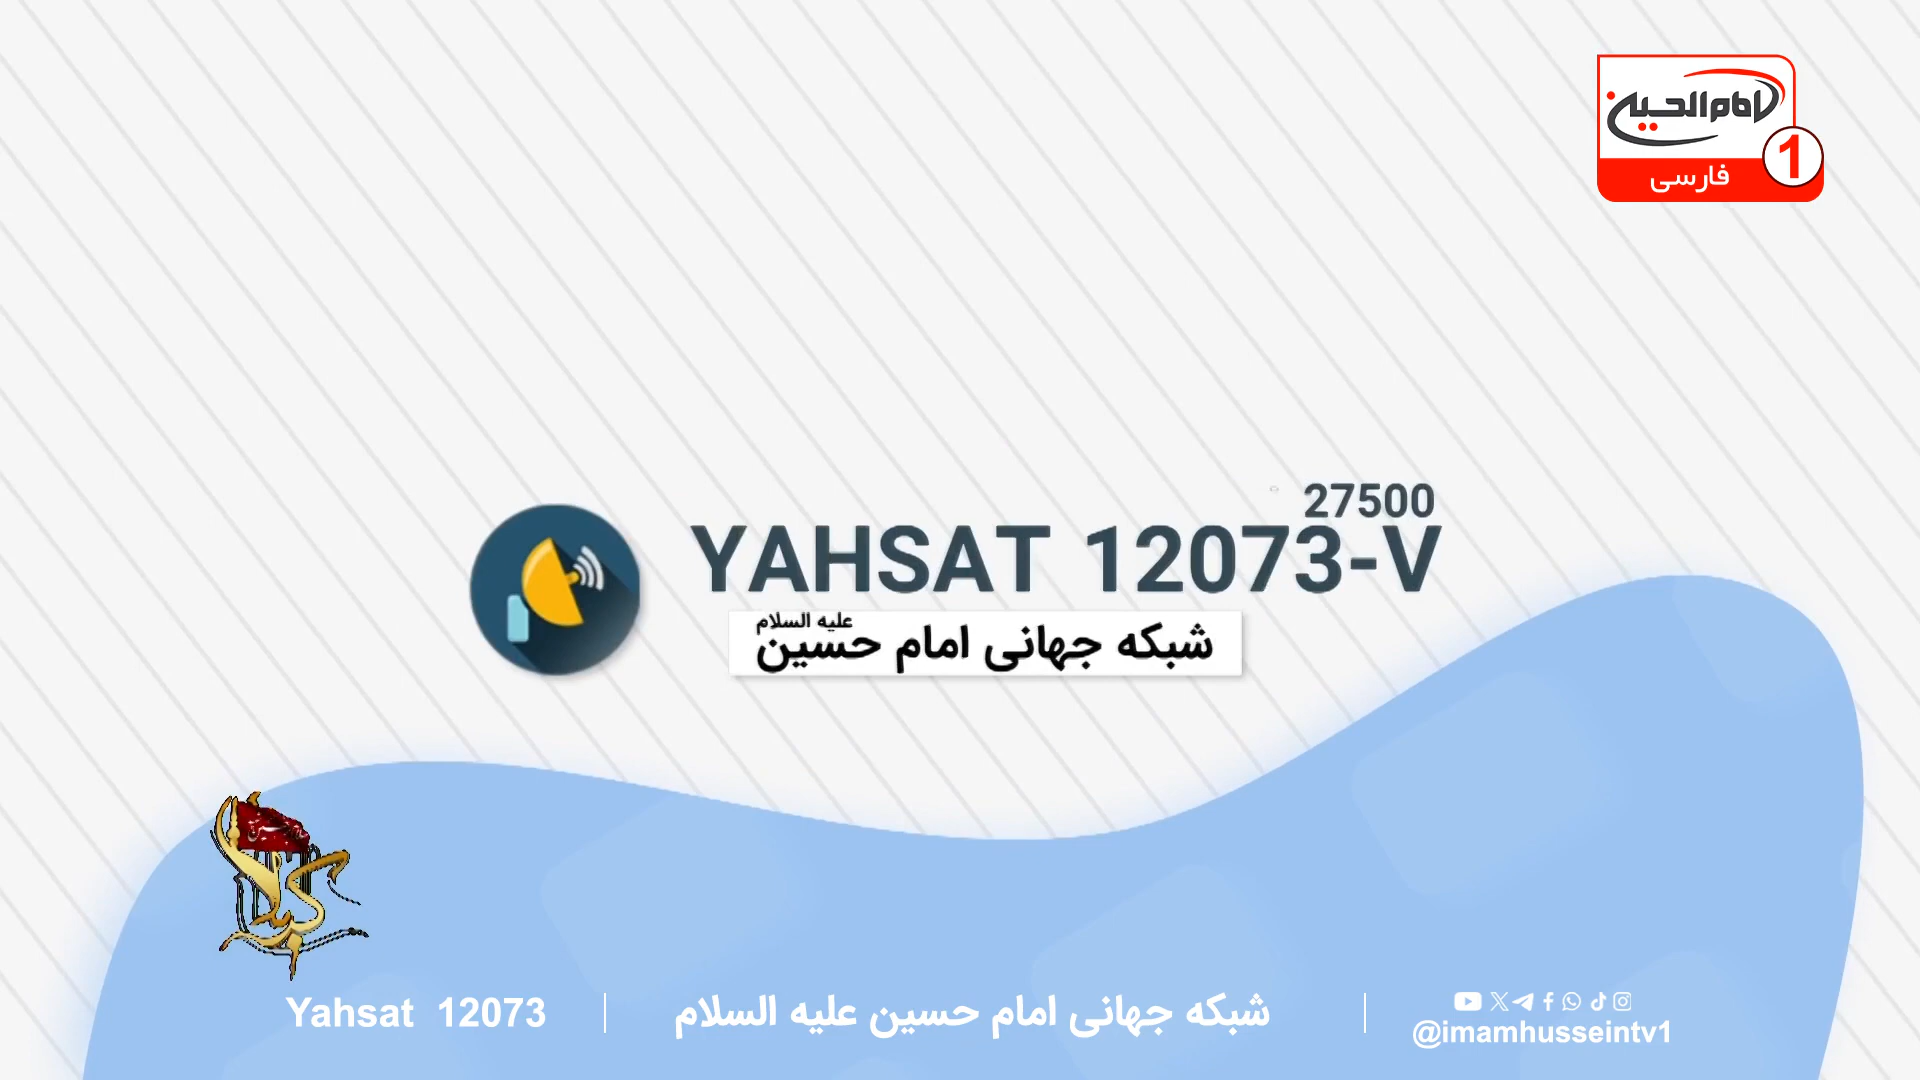 امام الحسین
1
فارسی
27500
YAHSAT 12073-V
علیه السلام
شبکه جهانی امام حسین
کربلا
Yahsat 12073
شبکه جهانی امام حسین علیه السلام
@imamhusseintv1